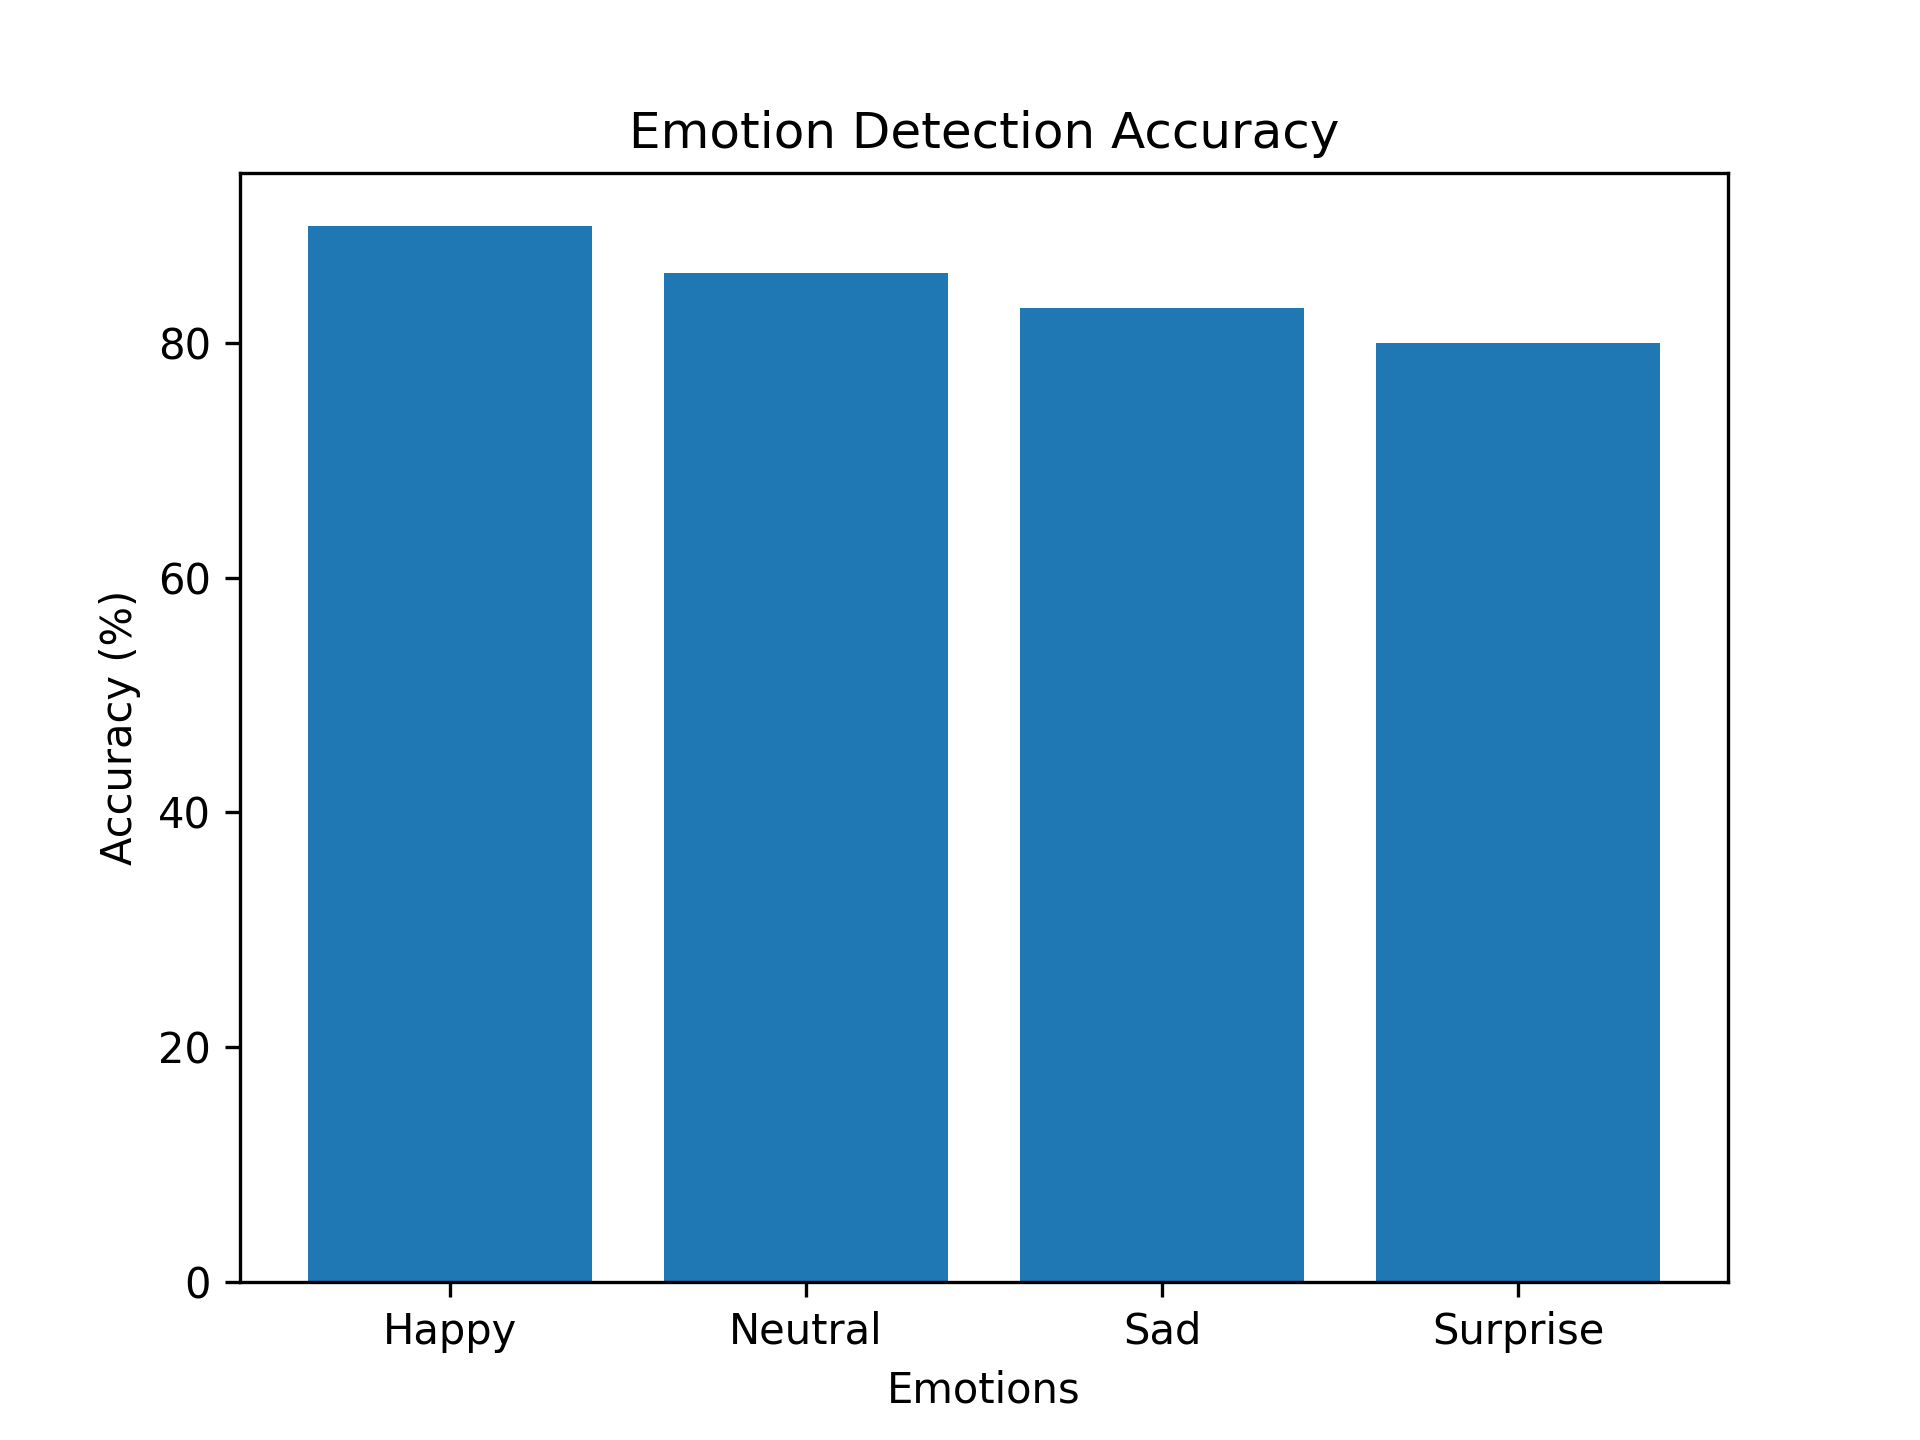 Emotion Detection Accuracy
80
60
40
20
0
Accuracy (%)
Happy
Neutral
Sad
Surprise
Emotions